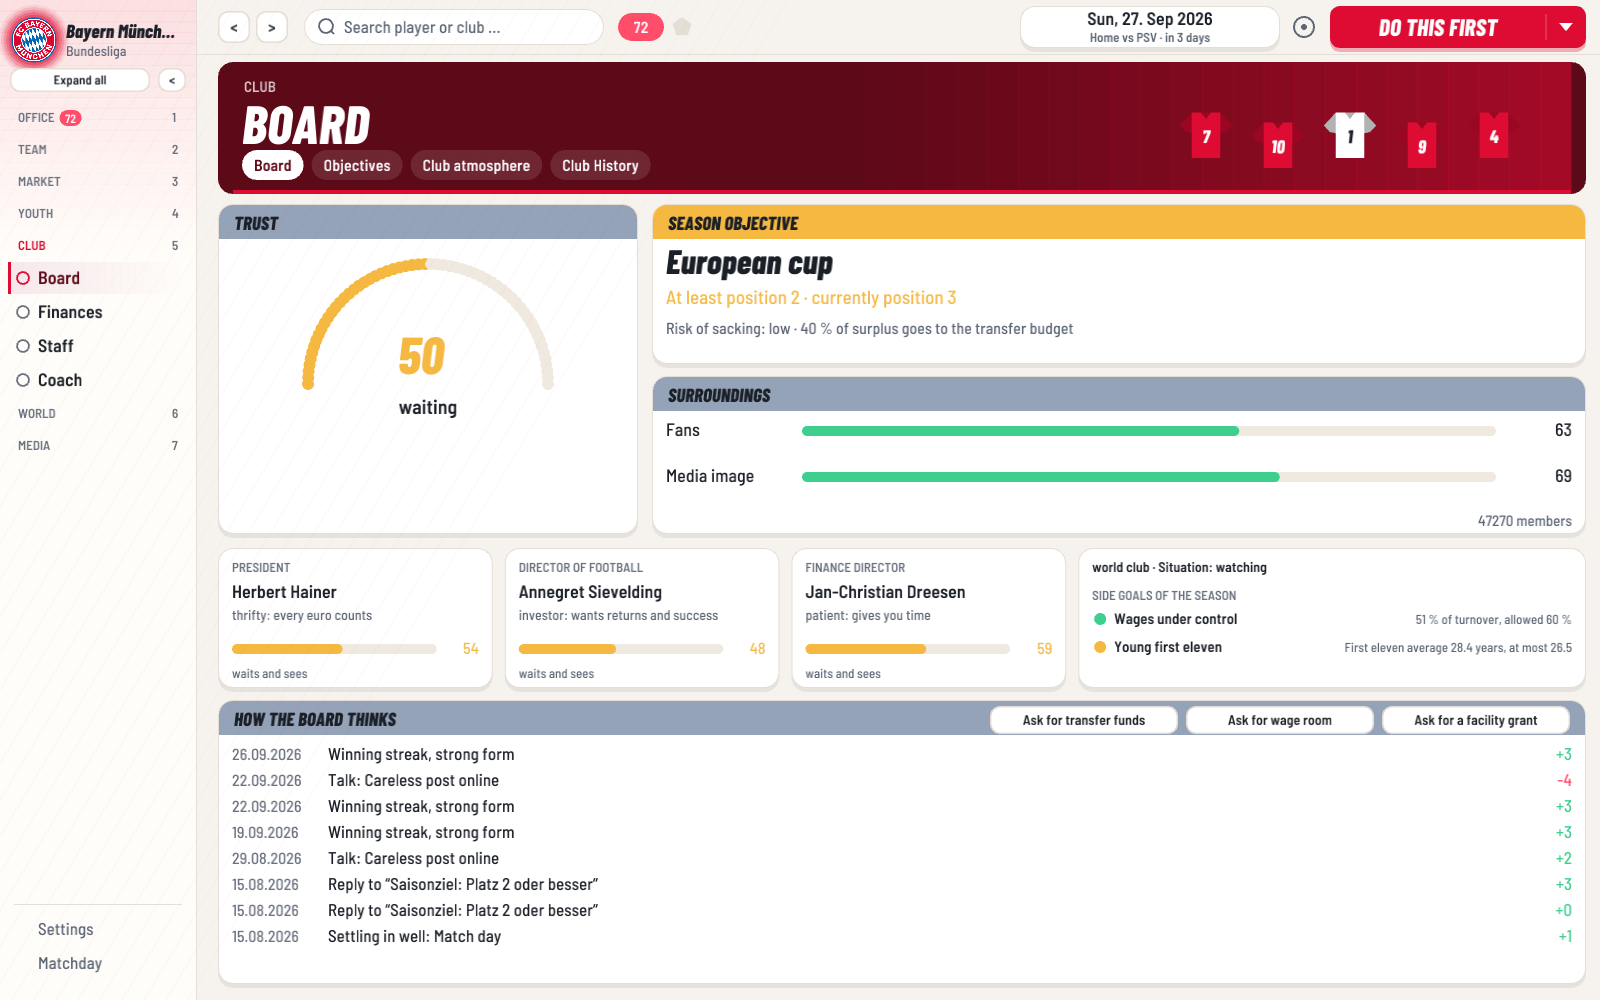 FC BAYERN MÜNCHEN
Bayern Münch...
Bundesliga
Expand all
<
OFFICE 72 1
TEAM 2
MARKET 3
YOUTH 4
CLUB 5
Board
Finances
Staff
Coach
WORLD 6
MEDIA 7
Settings
Matchday
< >
Search player or club ...
72
Sun, 27. Sep 2026
Home vs PSV · in 3 days
DO THIS FIRST
CLUB
BOARD
Board Objectives Club atmosphere Club History
7 10 1 9 4
TRUST
50
waiting
SEASON OBJECTIVE
European cup
At least position 2 · currently position 3
Risk of sacking: low · 40 % of surplus goes to the transfer budget
SURROUNDINGS
Fans 63
Media image 69
47270 members
PRESIDENT
Herbert Hainer
thrifty: every euro counts
54
waits and sees
DIRECTOR OF FOOTBALL
Annegret Sievelding
investor: wants returns and success
48
waits and sees
FINANCE DIRECTOR
Jan-Christian Dreesen
patient: gives you time
59
waits and sees
world club · Situation: watching
SIDE GOALS OF THE SEASON
Wages under control 51 % of turnover, allowed 60 %
Young first eleven First eleven average 28.4 years, at most 26.5
HOW THE BOARD THINKS
Ask for transfer funds Ask for wage room Ask for a facility grant
26.09.2026 Winning streak, strong form +3
22.09.2026 Talk: Careless post online -4
22.09.2026 Winning streak, strong form +3
19.09.2026 Winning streak, strong form +3
29.08.2026 Talk: Careless post online +2
15.08.2026 Reply to “Saisonziel: Platz 2 oder besser” +3
15.08.2026 Reply to “Saisonziel: Platz 2 oder besser” +0
15.08.2026 Settling in well: Match day +1